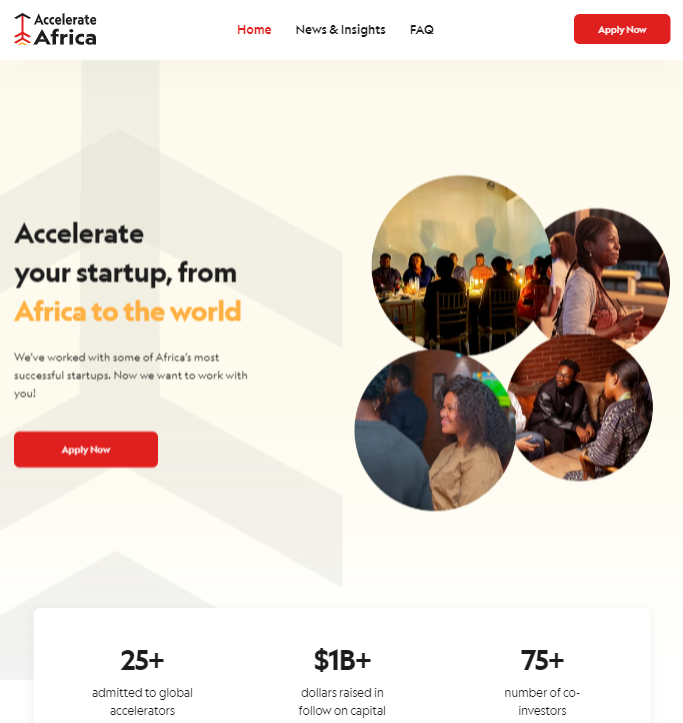 Accelerate
Africa
Home
News & Insights
FAQ
Apply Now
Accelerate
your startup, from
Africa to the world
We've worked with some of Africa's most
successful startups. Now we want to work with
you!
Apply Now
25+
admitted to global
accelerators
$1B+
dollars raised in
follow on capital
75+
number of co-
investors